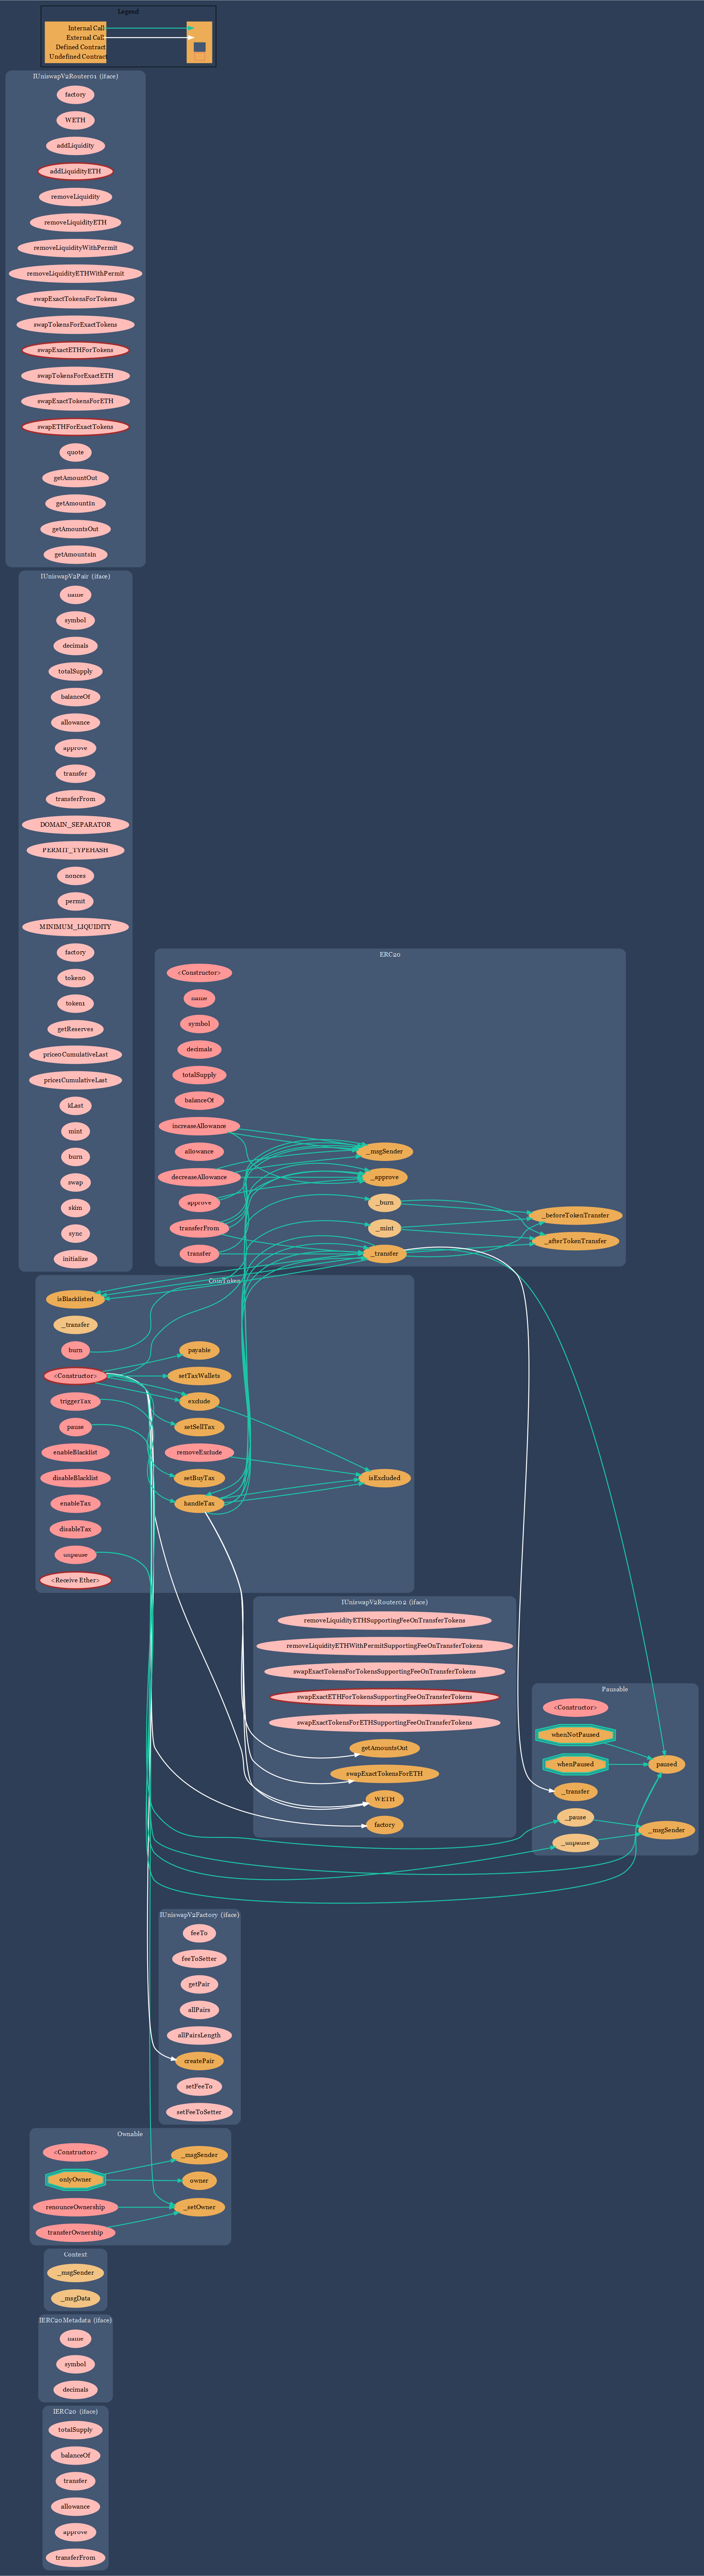 Legend
Internal Call
External Call
Defined Contract
Undefined Contract
IUniswapV2Router01 (iface)
factory
WETH
addLiquidity
addLiquidityETH
removeLiquidity
removeLiquidityETH
removeLiquidityWithPermit
removeLiquidityETHWithPermit
swapExactTokensForTokens
swapTokensForExactTokens
swapExactETHForTokens
swapTokensForExactETH
swapExactTokensForETH
swapETHForExactTokens
quote
getAmountOut
getAmountIn
getAmountsOut
getAmountsIn
IUniswapV2Pair (iface)
name
symbol
decimals
totalSupply
balanceOf
allowance
approve
transfer
transferFrom
DOMAIN_SEPARATOR
PERMIT_TYPEHASH
nonces
permit
MINIMUM_LIQUIDITY
factory
token0
token1
getReserves
price0CumulativeLast
price1CumulativeLast
kLast
mint
burn
swap
skim
sync
initialize
ERC20
<Constructor>
name
symbol
decimals
totalSupply
balanceOf
increaseAllowance
allowance
decreaseAllowance
approve
transferFrom
transfer
_msgSender
_approve
_burn
_mint
_transfer
_beforeTokenTransfer
_afterTokenTransfer
CoinToken
isBlacklisted
_transfer
burn
<Constructor>
triggerTax
pause
enableBlacklist
disableBlacklist
enableTax
disableTax
unpause
<Receive Ether>
payable
setTaxWallets
exclude
setSellTax
removeExclude
setBuyTax
handleTax
isExcluded
IUniswapV2Router02 (iface)
removeLiquidityETHSupportingFeeOnTransferTokens
removeLiquidityETHWithPermitSupportingFeeOnTransferTokens
swapExactTokensForTokensSupportingFeeOnTransferTokens
swapExactETHForTokensSupportingFeeOnTransferTokens
swapExactTokensForETHSupportingFeeOnTransferTokens
getAmountsOut
swapExactTokensForETH
WETH
factory
Pausable
<Constructor>
whenNotPaused
whenPaused
_transfer
_pause
_unpause
paused
_msgSender
IUniswapV2Factory (iface)
feeTo
feeToSetter
getPair
allPairs
allPairsLength
createPair
setFeeTo
setFeeToSetter
Ownable
<Constructor>
onlyOwner
renounceOwnership
transferOwnership
_msgSender
owner
_setOwner
Context
_msgSender
_msgData
IERC20Metadata (iface)
name
symbol
decimals
IERC20 (iface)
totalSupply
balanceOf
transfer
allowance
approve
transferFrom